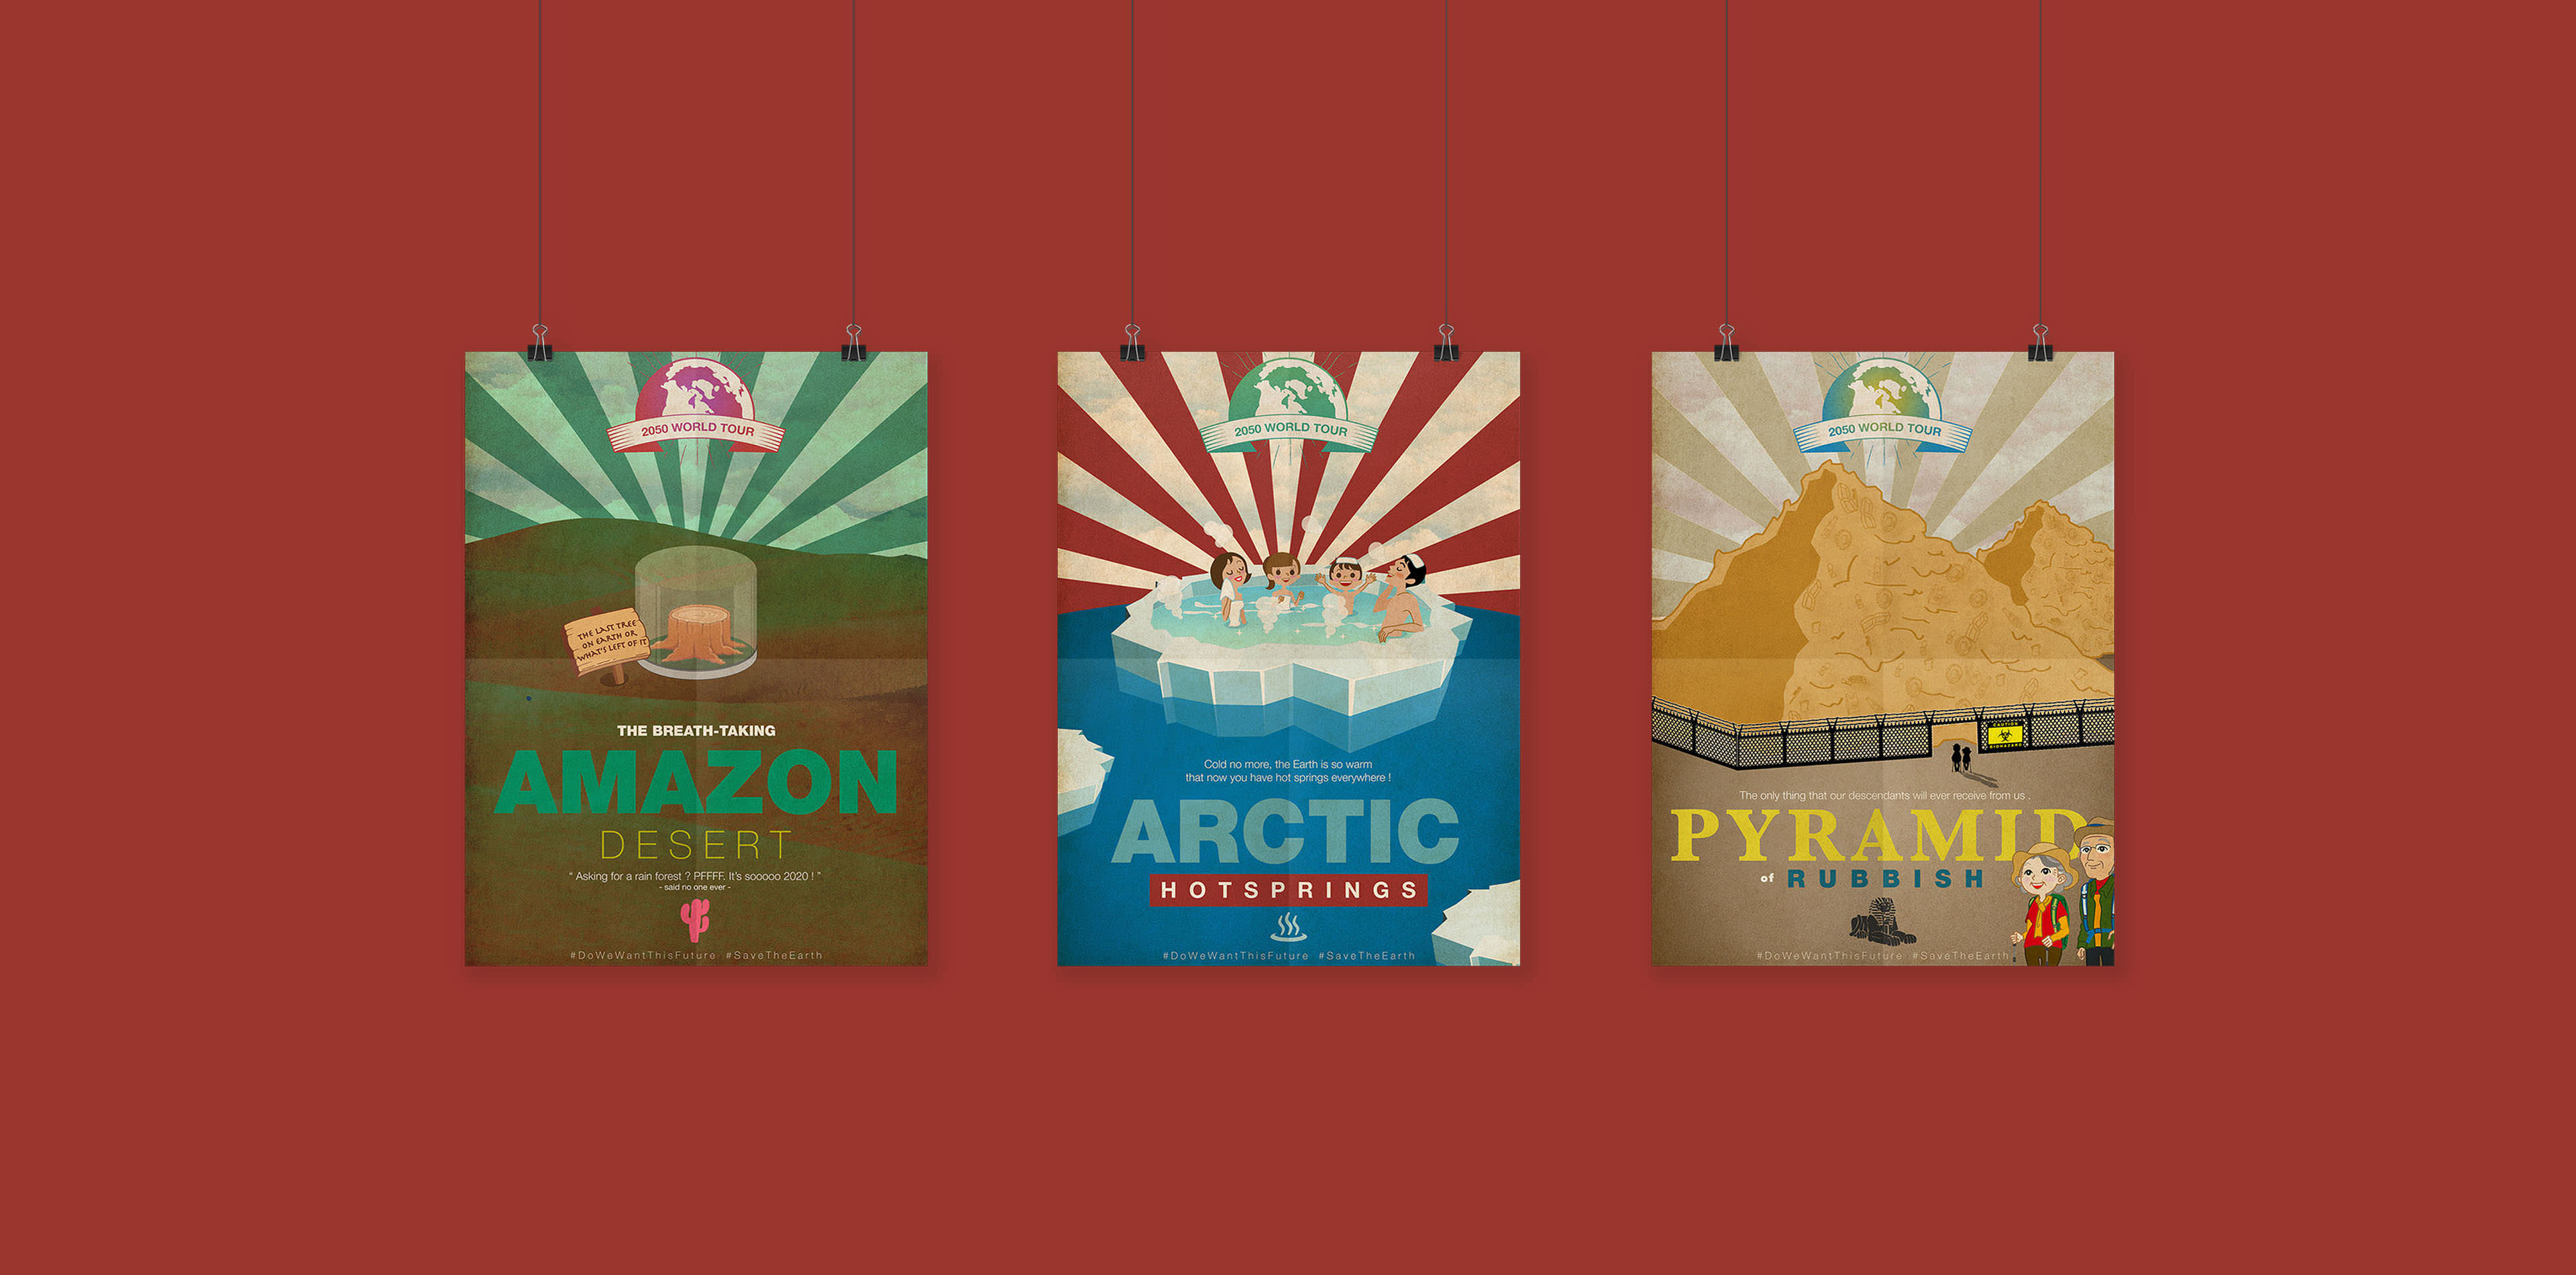 2050 WORLD TOUR
THE LAST TREE
ON EARTH OR
WHAT'S LEFT OF IT
THE BREATH-TAKING
AMAZON
DESERT
" Asking for a rain forest ? PFFFF. It's sooooo 2020 ! "
- said no one ever -
#DoWeWantThisFuture #SaveTheEarth
2050 WORLD TOUR
Cold no more, the Earth is so warm
that now you have hot springs everywhere !
ARCTIC
HOTSPRINGS
#DoWeWantThisFuture #SaveTheEarth
2050 WORLD TOUR
CAUTION
BIOHAZARD
The only thing that our descendants will ever receive from us .
PYRAMID
of RUBBISH
#DoWeWantThisFuture #SaveTheEarth